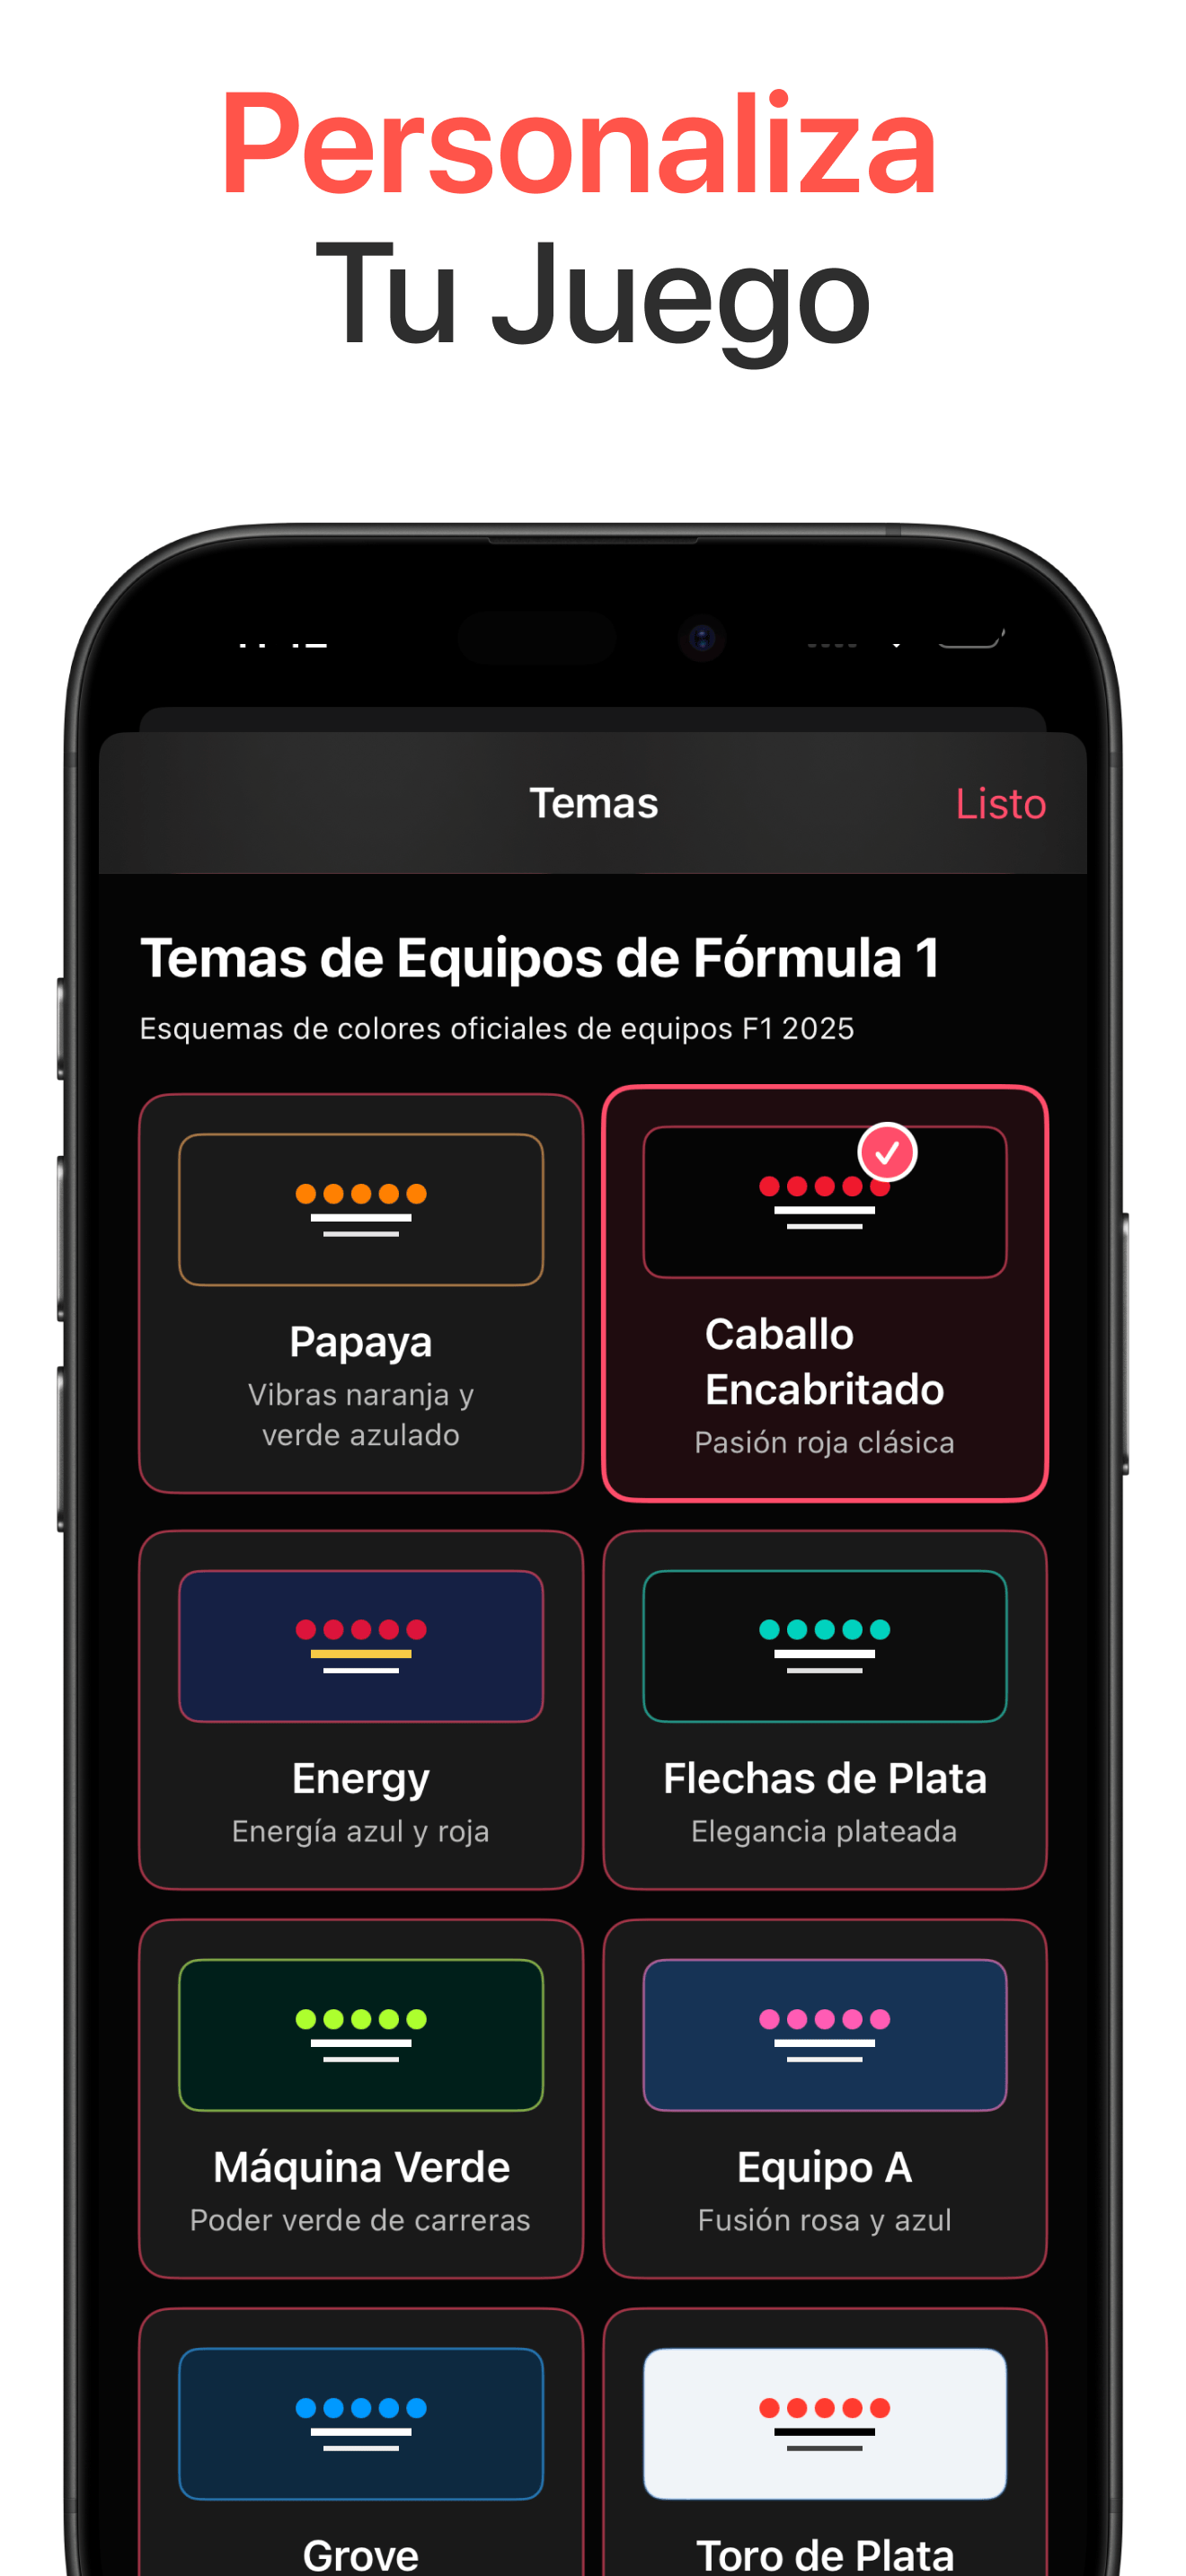 Personaliza
Tu Juego
Temas
Listo
Temas de Equipos de Fórmula 1
Esquemas de colores oficiales de equipos F1 2025
Papaya
Vibras naranja y
verde azulado
Caballo
Encabritado
Pasión roja clásica
Energy
Energía azul y roja
Flechas de Plata
Elegancia plateada
Máquina Verde
Poder verde de carreras
Equipo A
Fusión rosa y azul
Grove
Toro de Plata